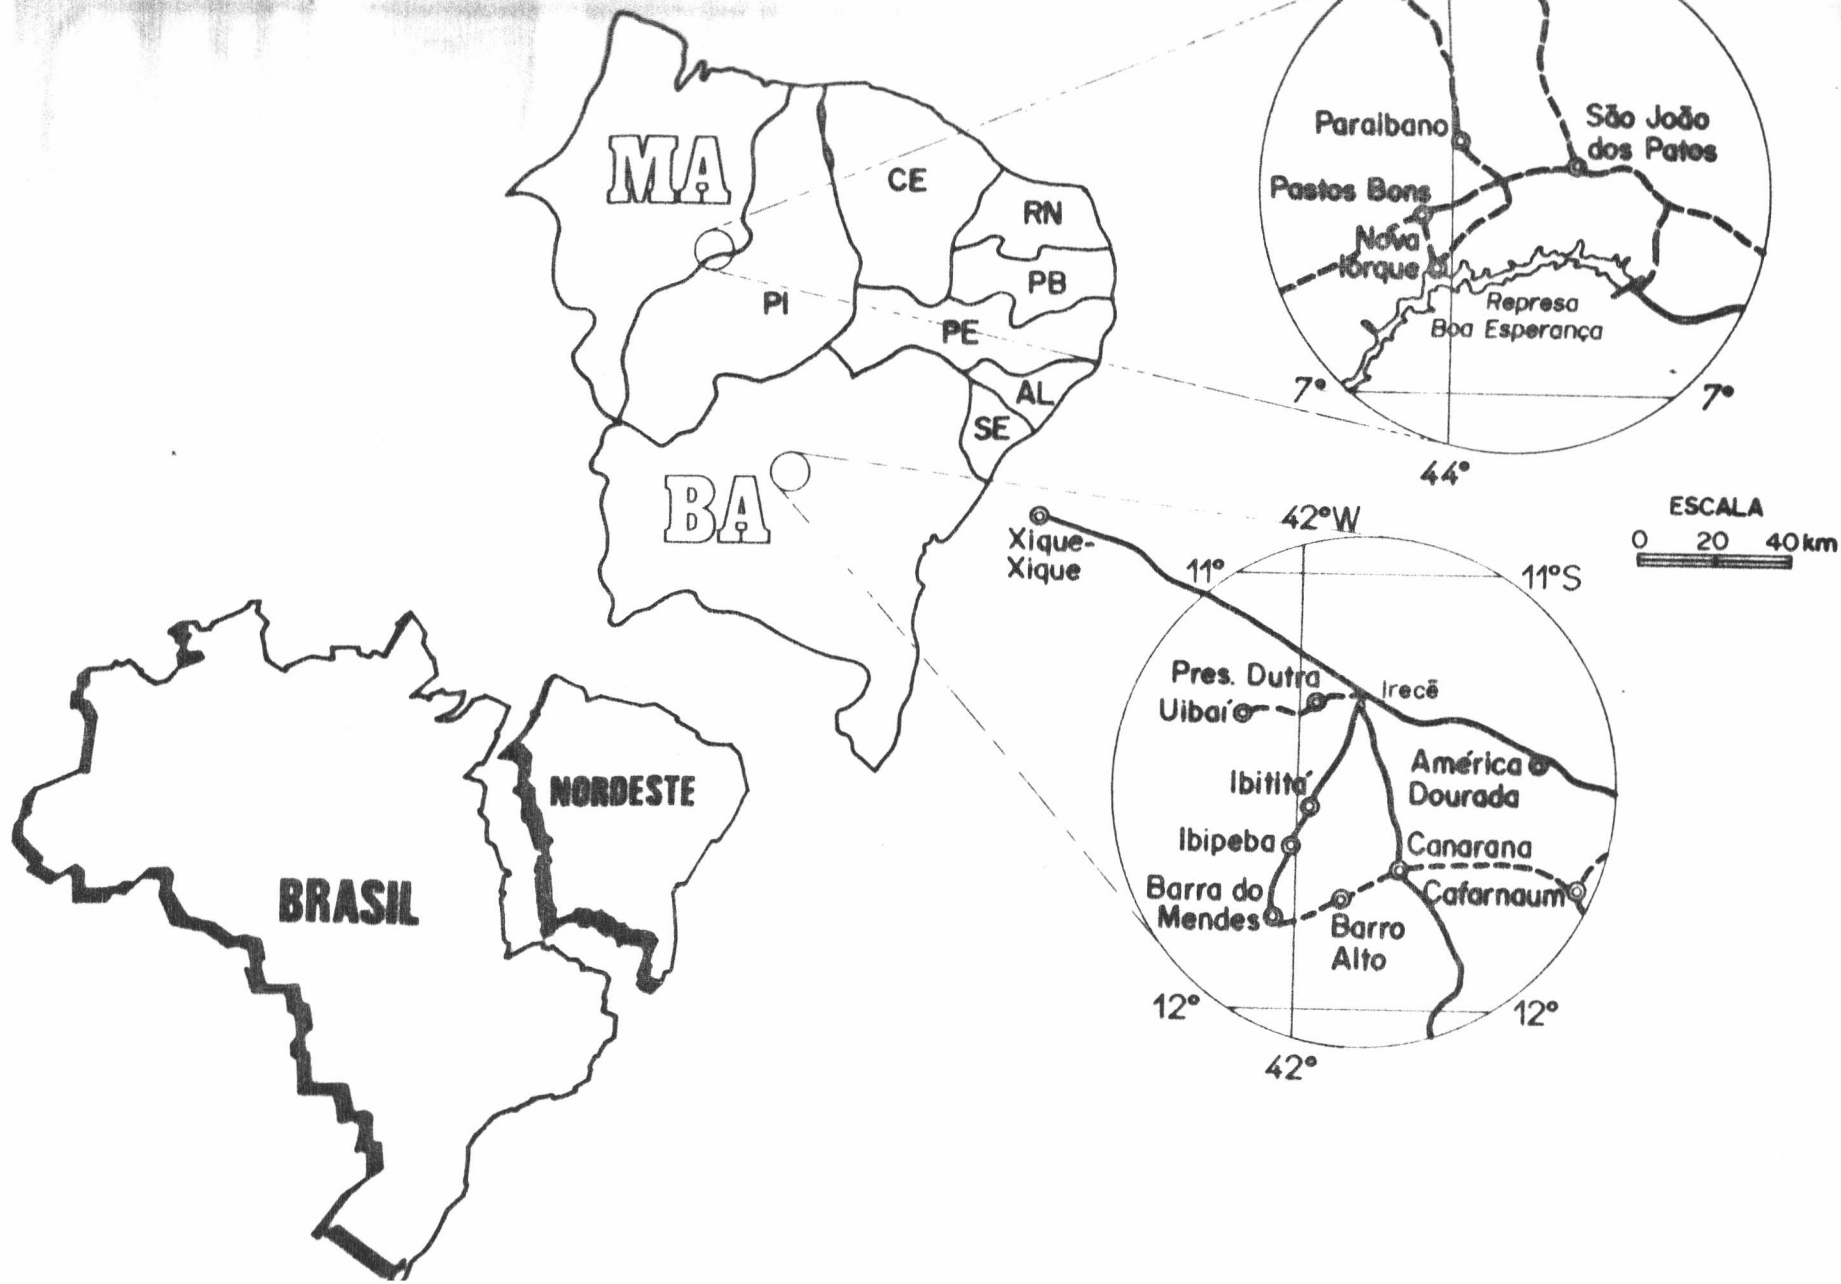 MA
CE
RN
PB
PI
PE
AL
SE
BA
Paraibano
São João
dos Patos
Pastos Bons
Nova
Iorque
Represa
Boa Esperança
7°
7°
44°
ESCALA
0 20 40 km
42°W
Xique-
Xique
11°
11°S
Pres. Dutra
Irecê
Uibaí
América
Dourada
Ibititá
Ibipeba
Canarana
Barra do
Mendes
Cafarnaum
Barro
Alto
12°
12°
42°
NORDESTE
BRASIL